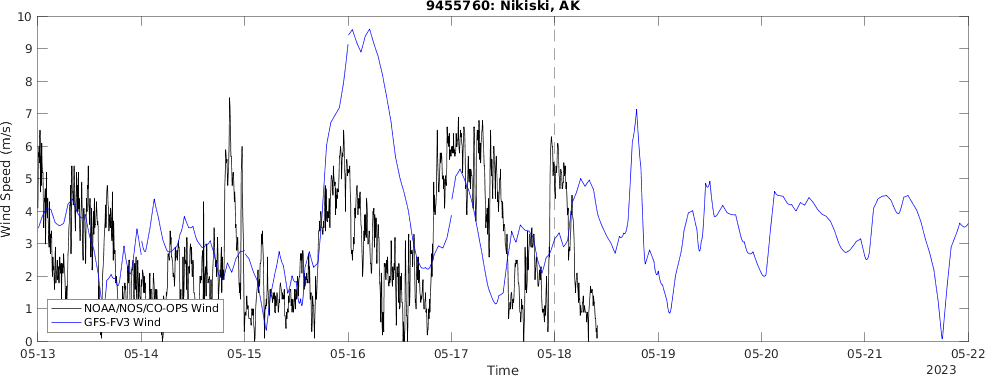 9455760: Nikiski, AK
Wind Speed (m/s)
10
9
8
7
6
5
4
3
2
1
0
NOAA/NOS/CO-OPS Wind
GFS-FV3 Wind
05-13 05-14 05-15 05-16 05-17 05-18 05-19 05-20 05-21 05-22
Time
2023